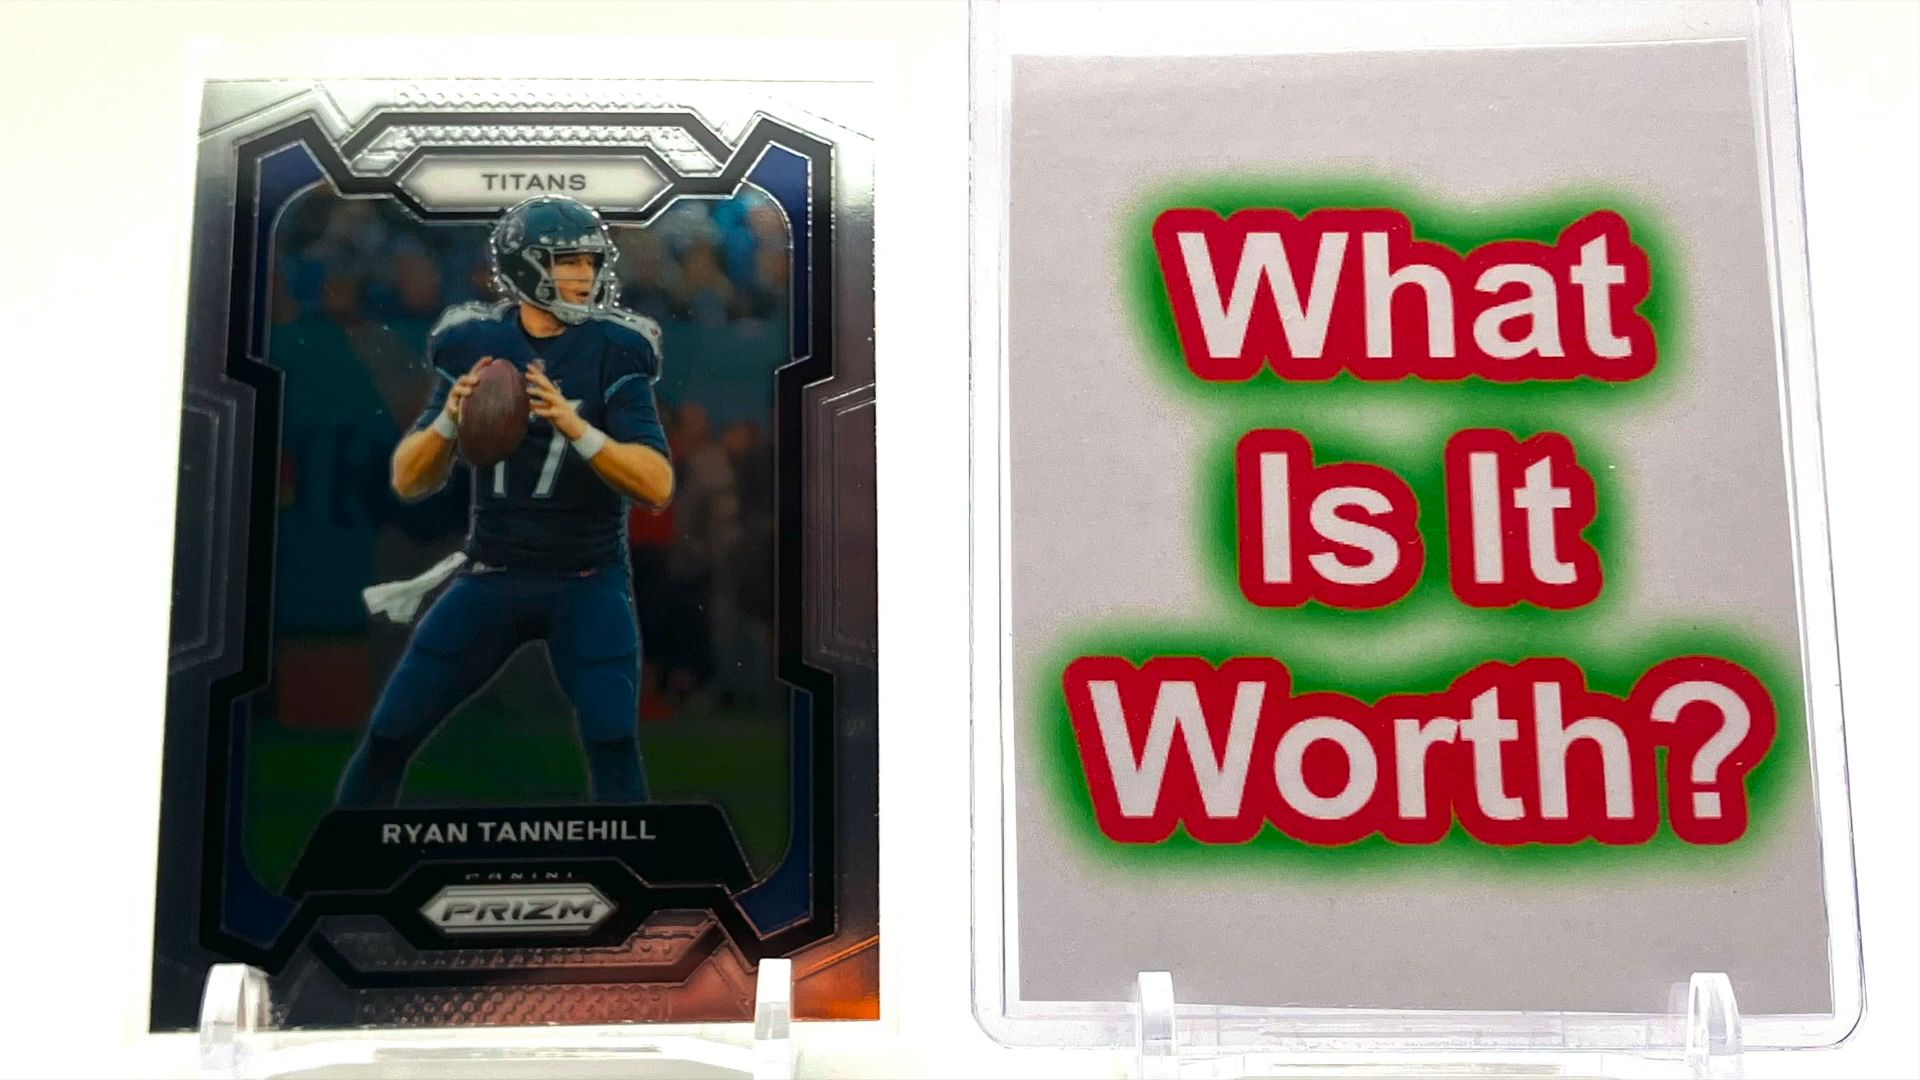 TITANS
17
RYAN TANNEHILL
PANINI
PRIZM
What
Is It
Worth?